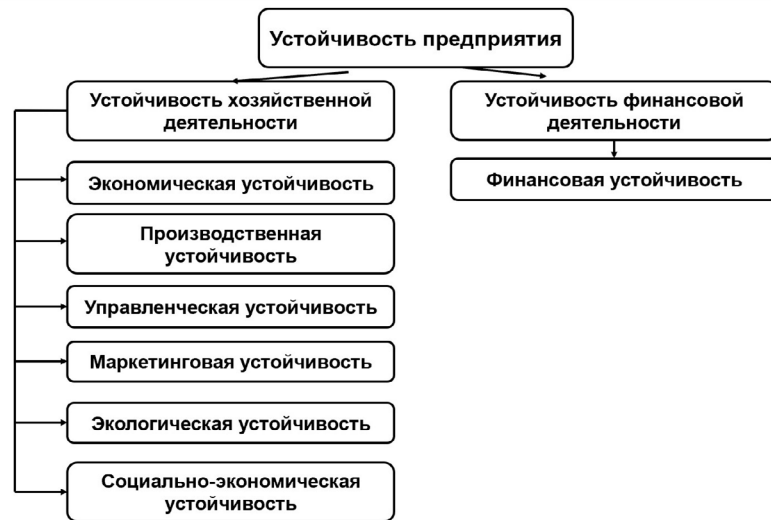 Устойчивость предприятия
Устойчивость хозяйственной
деятельности
Экономическая устойчивость
Производственная
устойчивость
Управленческая устойчивость
Маркетинговая устойчивость
Экологическая устойчивость
Социально-экономическая
устойчивость
Устойчивость финансовой
деятельности
Финансовая устойчивость